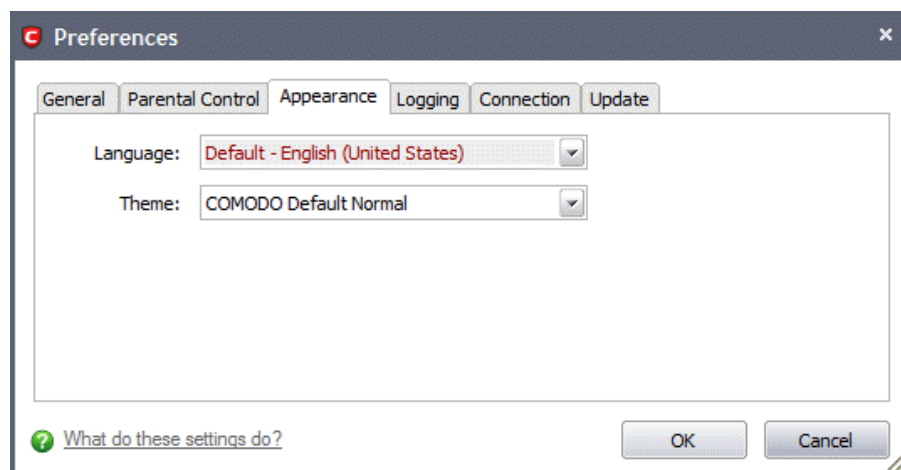 Preferences
General Parental Control Appearance Logging Connection Update
Language: Default - English (United States)
Theme: COMODO Default Normal
What do these settings do? OK Cancel